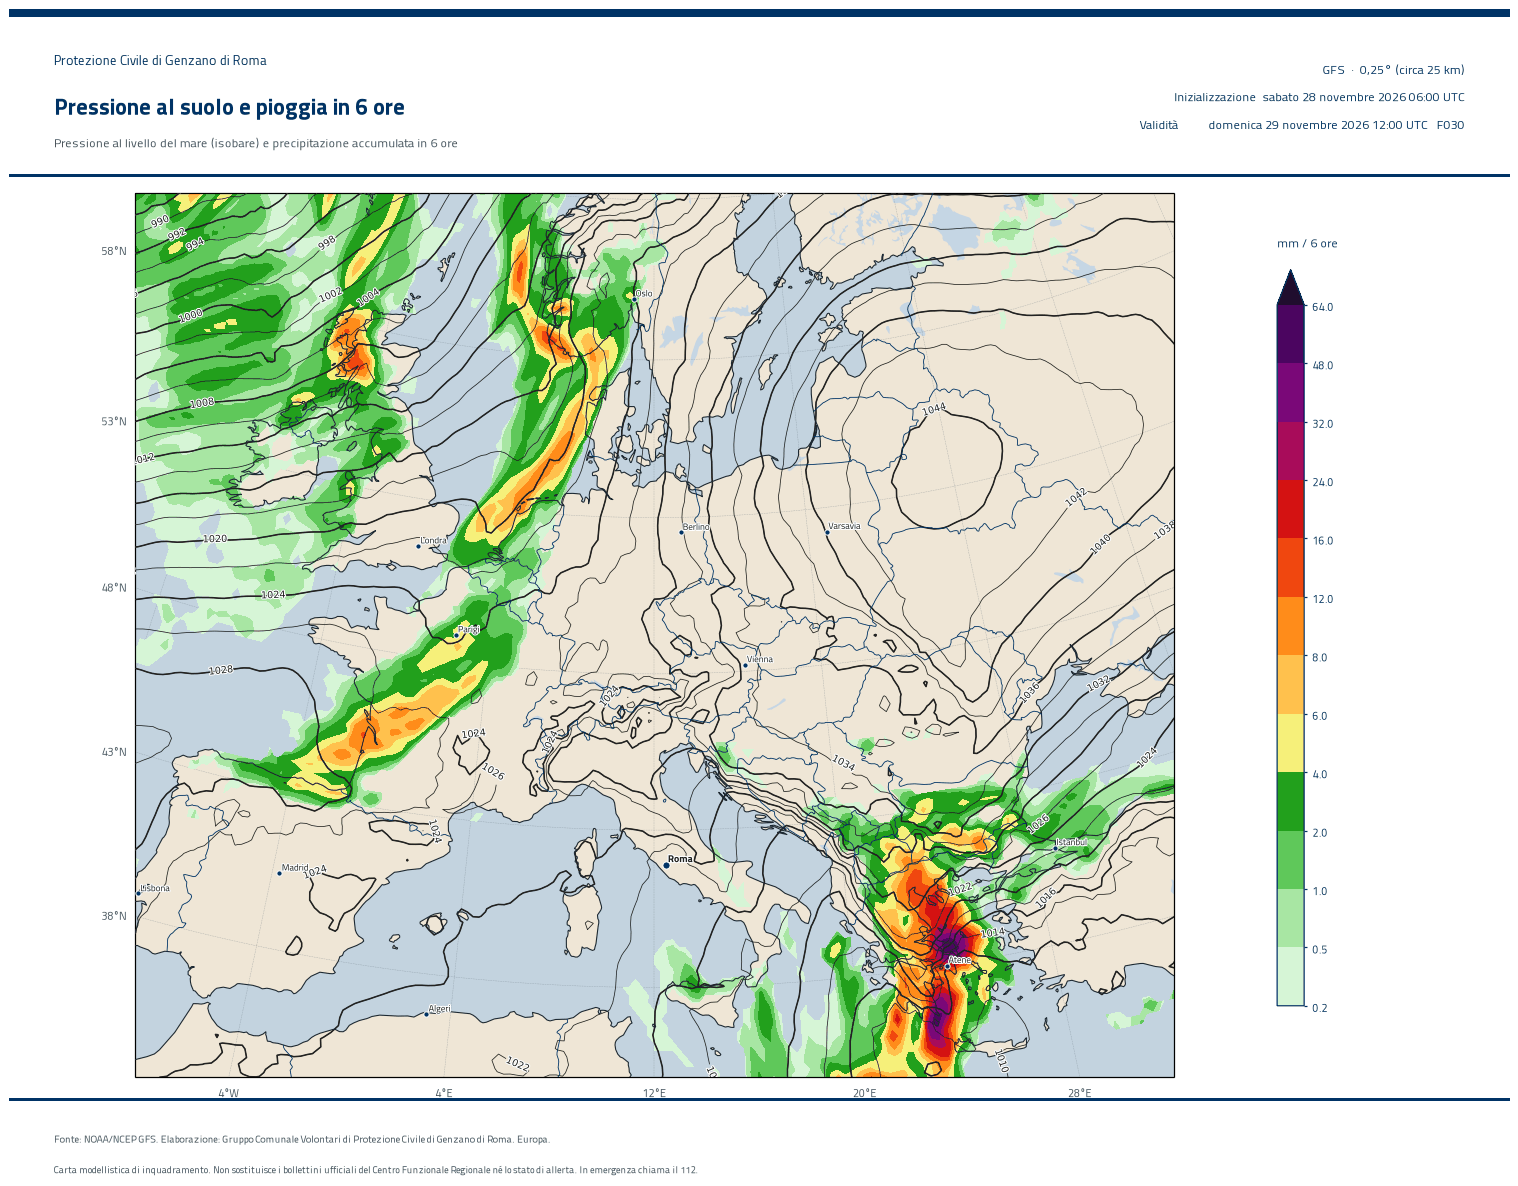 Protezione Civile di Genzano di Roma
Pressione al suolo e pioggia in 6 ore
Pressione al livello del mare (isobare) e precipitazione accumulata in 6 ore
GFS · 0,25° (circa 25 km)
Inizializzazione sabato 28 novembre 2026 06:00 UTC
Validità domenica 29 novembre 2026 12:00 UTC F030
mm / 6 ore
64.0
48.0
32.0
24.0
16.0
12.0
8.0
6.0
4.0
2.0
1.0
0.5
0.2
58°N
53°N
48°N
43°N
38°N
4°W
4°E
12°E
20°E
28°E
990
992
994
998
1002
1004
1000
1008
1012
1020
1024
1028
1044
1042
1040
1038
1036
1032
1024
1034
1026
1024
1024
1024
1026
1024
1024
1022
1016
1014
1010
1022
Oslo
Londra
Berlino
Varsavia
Parigi
Vienna
Madrid
Lisbona
Roma
Istanbul
Atene
Algeri
Fonte: NOAA/NCEP GFS. Elaborazione: Gruppo Comunale Volontari di Protezione Civile di Genzano di Roma. Europa.
Carta modellistica di inquadramento. Non sostituisce i bollettini ufficiali del Centro Funzionale Regionale né lo stato di allerta. In emergenza chiama il 112.